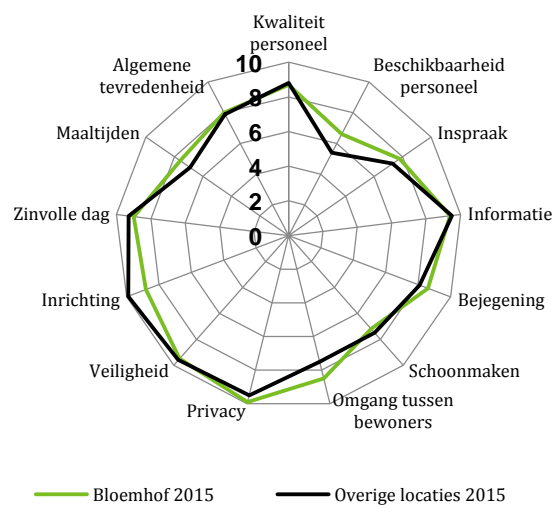 Kwaliteit
personeel
Beschikbaarheid
personeel
Inspraak
Informatie
Bejegening
Schoonmaken
Omgang tussen
bewoners
Privacy
Veiligheid
Inrichting
Zinvolle dag
Maaltijden
Algemene
tevredenheid
10
8
6
4
2
0
Bloemhof 2015
Overige locaties 2015